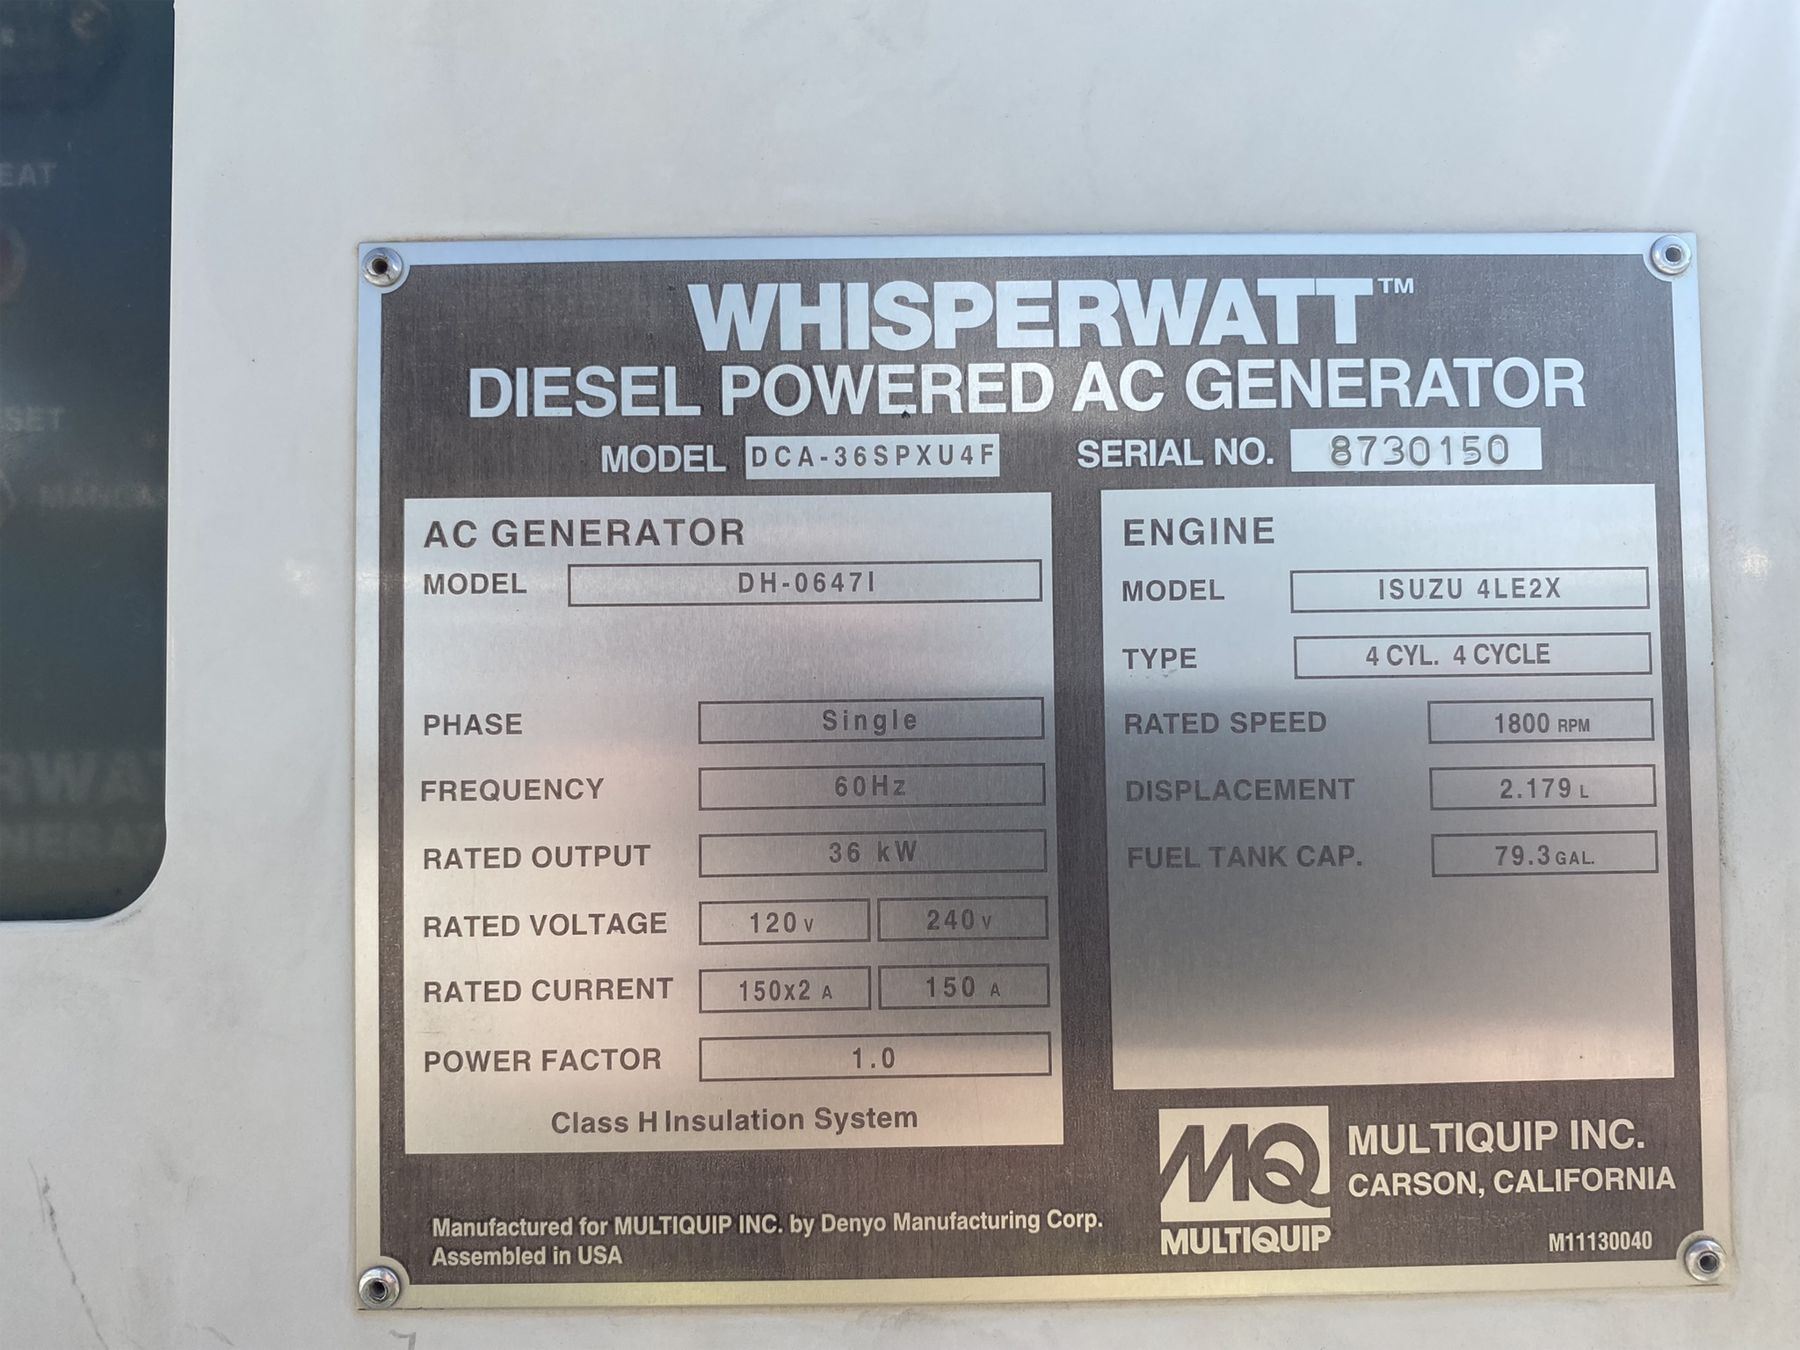 WHISPERWATT™
DIESEL POWERED AC GENERATOR
MODEL DCA-36SPXU4F SERIAL NO. 8730150
AC GENERATOR
MODEL DH-0647I
PHASE Single
FREQUENCY 60Hz
RATED OUTPUT 36 kW
RATED VOLTAGE 120 V 240 V
RATED CURRENT 150x2 A 150 A
POWER FACTOR 1.0
Class H Insulation System
ENGINE
MODEL ISUZU 4LE2X
TYPE 4 CYL. 4 CYCLE
RATED SPEED 1800 RPM
DISPLACEMENT 2.179 L
FUEL TANK CAP. 79.3 GAL.
Manufactured for MULTIQUIP INC. by Denyo Manufacturing Corp.
Assembled in USA
MQ
MULTIQUIP
MULTIQUIP INC.
CARSON, CALIFORNIA
M11130040